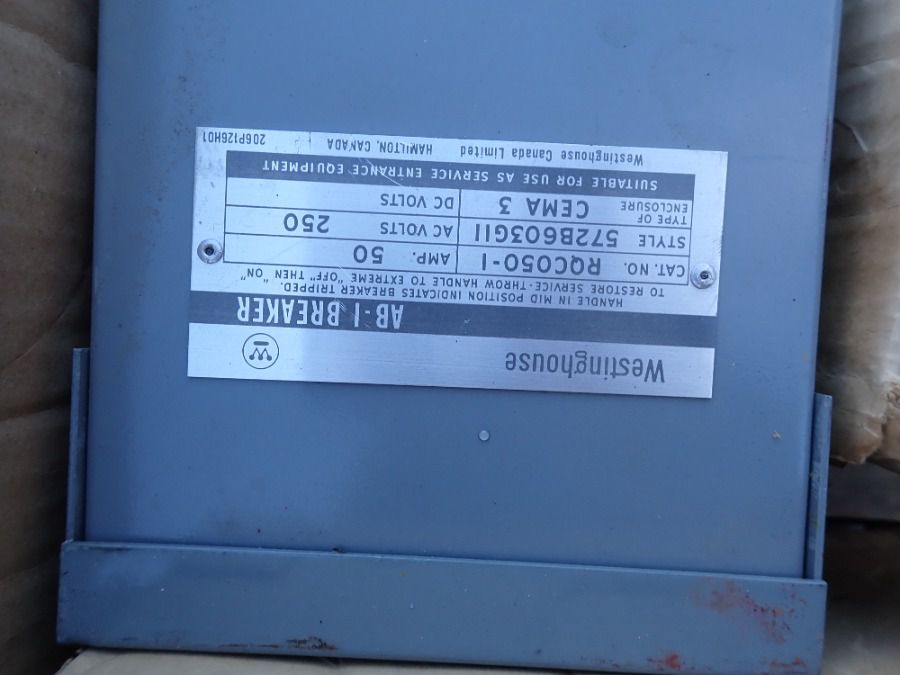 Westinghouse W
AB-I BREAKER
HANDLE IN MID POSITION INDICATES BREAKER TRIPPED.
TO RESTORE SERVICE-THROW HANDLE TO EXTREME "OFF" THEN "ON"
CAT. NO. RQC050-1 AMP. 50
STYLE 572B603G11 AC VOLTS 250
TYPE OF ENCLOSURE CEMA 3 DC VOLTS
SUITABLE FOR USE AS SERVICE ENTRANCE EQUIPMENT
Westinghouse Canada Limited HAMILTON, CANADA 206P126H01